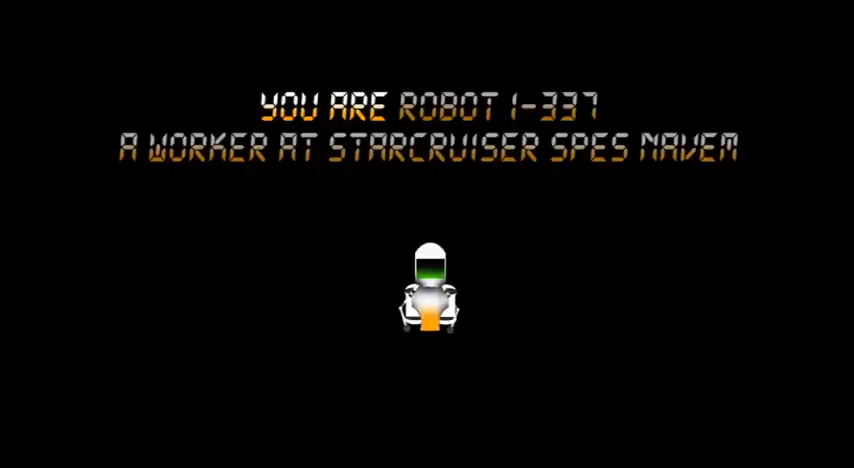 YOU ARE ROBOT 1-337
A WORKER AT STARCRUISER SPES NAVEM